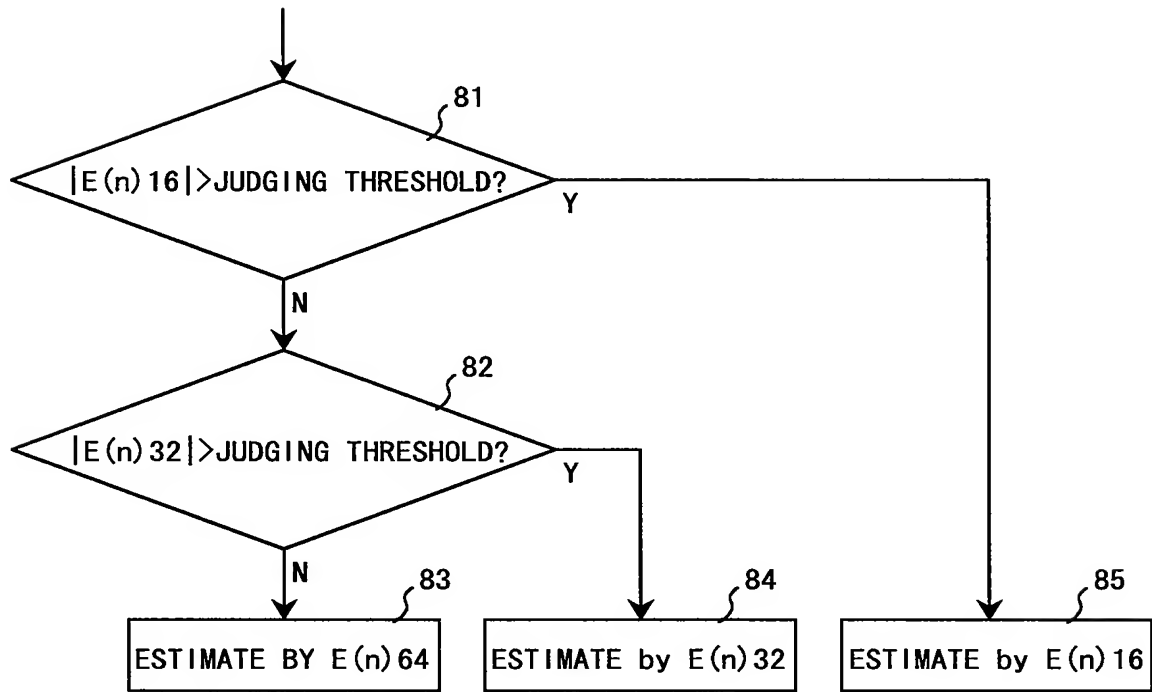 81
|E(n)16|>JUDGING THRESHOLD?
Y
N
82
|E(n)32|>JUDGING THRESHOLD?
Y
N
83
84
85
ESTIMATE BY E(n)64
ESTIMATE by E(n)32
ESTIMATE by E(n)16